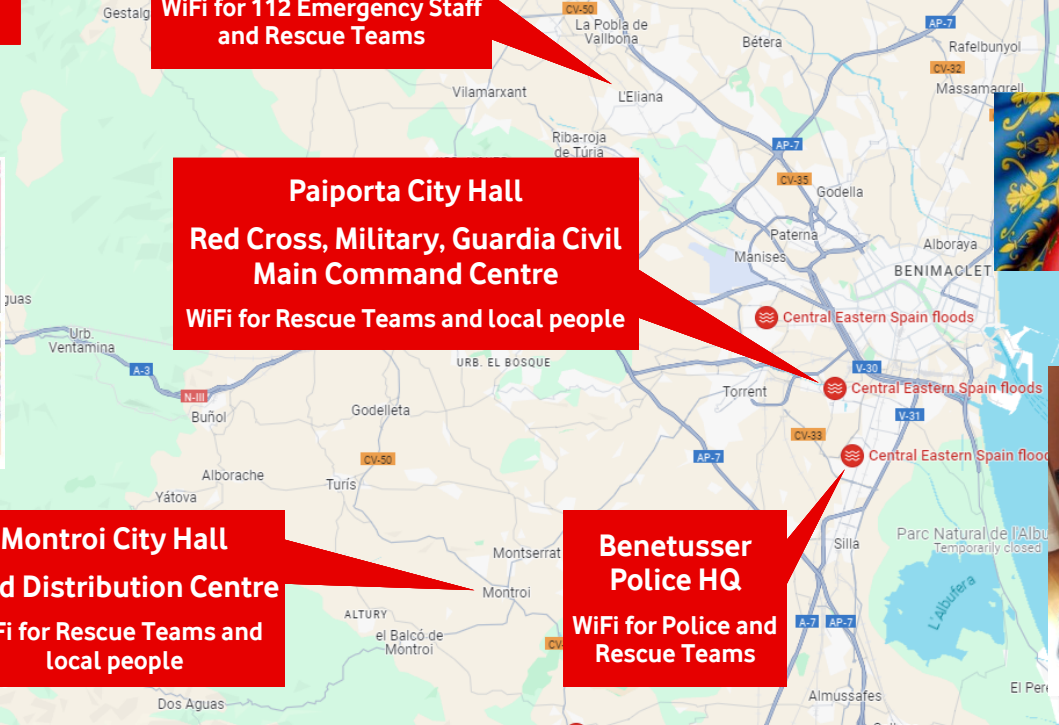 Gestalg
WiFi for 112 Emergency Staff
and Rescue Teams
CV-50
La Pobla de
Vallbona
Bétera
AP-7
Rafelbunyol
CV-32
Massamagrell
Vilamarxant
L'Eliana
Riba-roja
de Túria
AP-7
CV-35
Godella
Paterna
Manises
Alboraya
BENIMACLET
Paiporta City Hall
Red Cross, Military, Guardia Civil
Main Command Centre
WiFi for Rescue Teams and local people
guas
Urb.
Ventamina
A-3
N-III
Buñol
URB. EL BOSQUE
Godelleta
Central Eastern Spain floods
V-30
Central Eastern Spain floods
Torrent
V-31
CV-33
AP-7
Central Eastern Spain flood
CV-50
Alborache
Turís
Yátova
Montroi City Hall
d Distribution Centre
Fi for Rescue Teams and
local people
Montserrat
Montroi
ALTURY
el Balcó de
Montroi
Dos Aguas
CV
Benetusser
Police HQ
WiFi for Police and
Rescue Teams
Silla
Parc Natural de l'Albu
Temporarily closed
L'Albufera
A-7
AP-7
Almussafes
El Pere